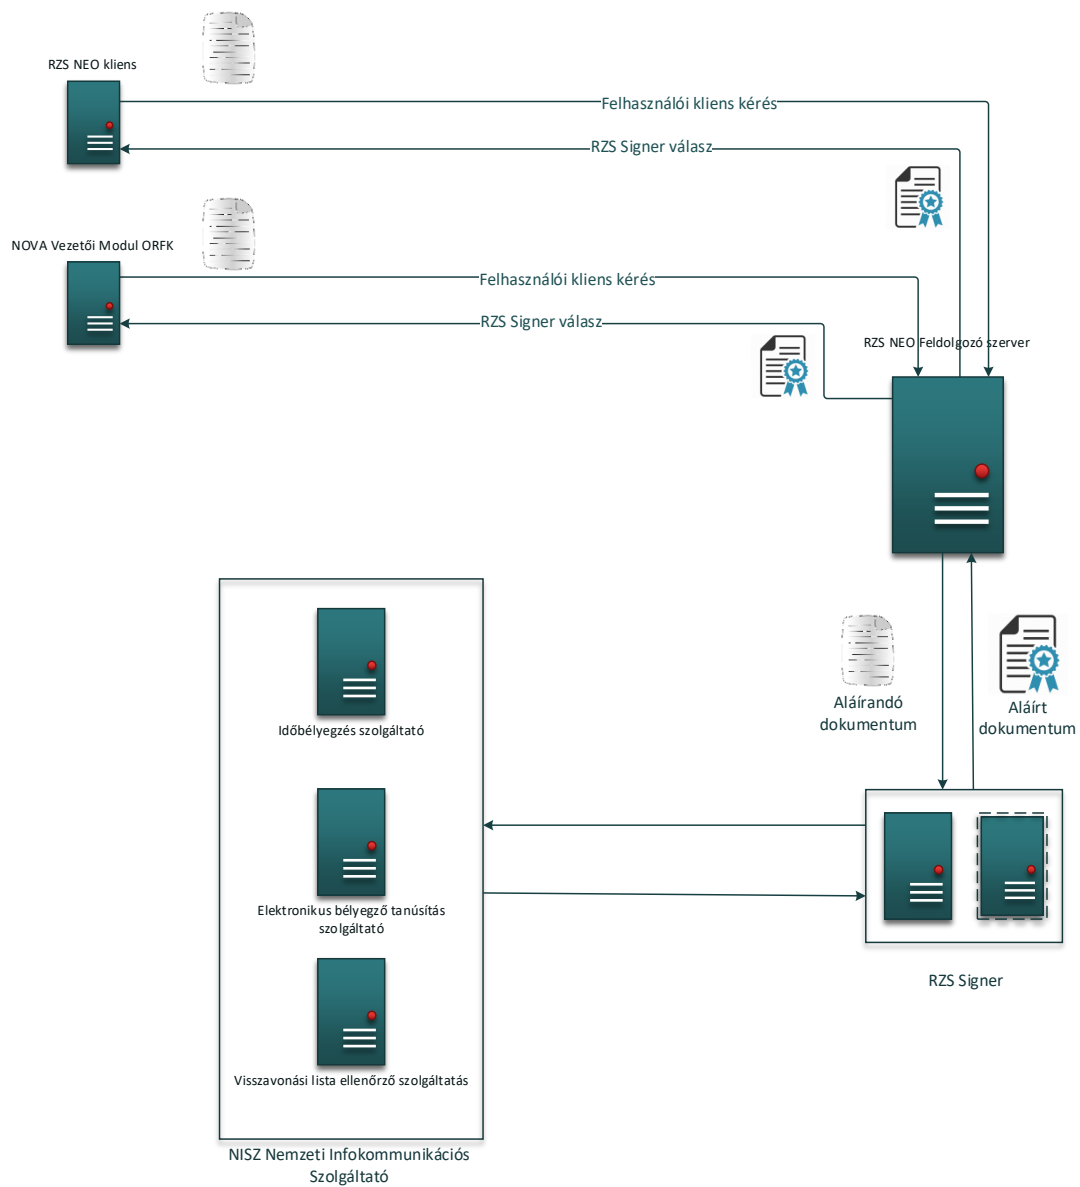 RZS NEO kliens
Felhasználói kliens kérés
RZS Signer válasz
NOVA Vezetői Modul ORFK
Felhasználói kliens kérés
RZS Signer válasz
RZS NEO Feldolgozó szerver
Aláírandó
dokumentum
Aláírt
dokumentum
Időbélyegzés szolgáltató
Elektronikus bélyegző tanúsítás
szolgáltató
RZS Signer
Visszavonási lista ellenőrző szolgáltatás
NISZ Nemzeti Infokommunikációs
Szolgáltató